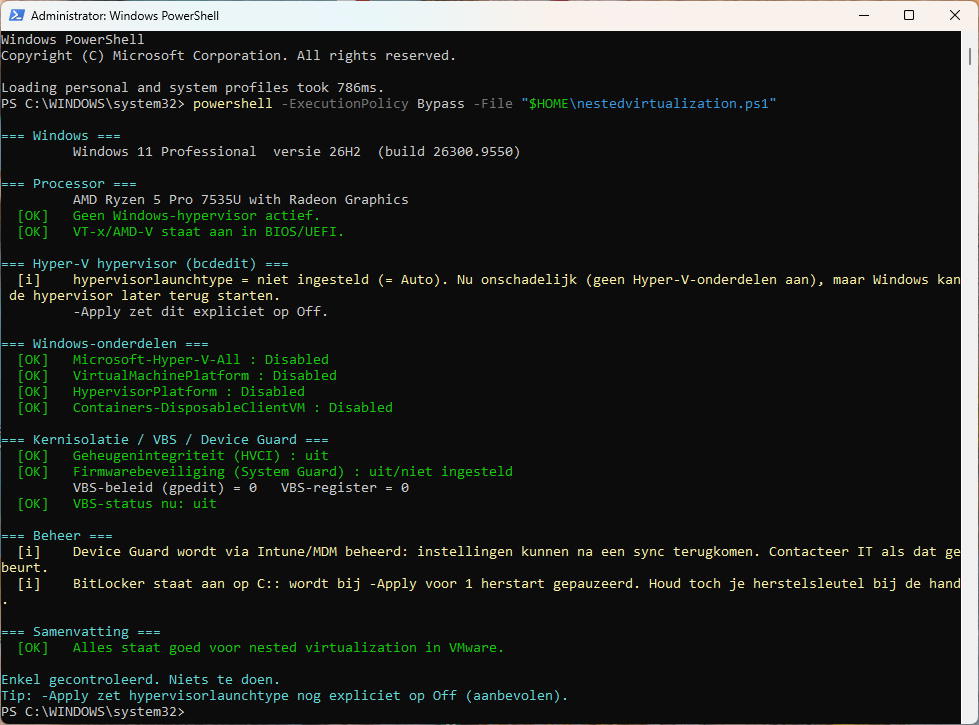 Administrator: Windows PowerShell
Windows PowerShell
Copyright (C) Microsoft Corporation. All rights reserved.
Loading personal and system profiles took 786ms.
PS C:\WINDOWS\system32> powershell -ExecutionPolicy Bypass -File "$HOME\nestedvirtualization.ps1"
=== Windows ===
Windows 11 Professional  versie 26H2  (build 26300.9550)
=== Processor ===
AMD Ryzen 5 Pro 7535U with Radeon Graphics
[OK]   Geen Windows-hypervisor actief.
[OK]   VT-x/AMD-V staat aan in BIOS/UEFI.
=== Hyper-V hypervisor (bcdedit) ===
[i]    hypervisorlaunchtype = niet ingesteld (= Auto). Nu onschadelijk (geen Hyper-V-onderdelen aan), maar Windows kan
de hypervisor later terug starten.
-Apply zet dit expliciet op Off.
=== Windows-onderdelen ===
[OK]   Microsoft-Hyper-V-All : Disabled
[OK]   VirtualMachinePlatform : Disabled
[OK]   HypervisorPlatform : Disabled
[OK]   Containers-DisposableClientVM : Disabled
=== Kernisolatie / VBS / Device Guard ===
[OK]   Geheugenintegriteit (HVCI) : uit
[OK]   Firmwarebeveiliging (System Guard) : uit/niet ingesteld
VBS-beleid (gpedit) = 0   VBS-register = 0
[OK]   VBS-status nu: uit
=== Beheer ===
[i]    Device Guard wordt via Intune/MDM beheerd: instellingen kunnen na een sync terugkomen. Contacteer IT als dat ge
beurt.
[i]    BitLocker staat aan op C:: wordt bij -Apply voor 1 herstart gepauzeerd. Houd toch je herstelsleutel bij de hand
.
=== Samenvatting ===
[OK]   Alles staat goed voor nested virtualization in VMware.
Enkel gecontroleerd. Niets te doen.
Tip: -Apply zet hypervisorlaunchtype nog expliciet op Off (aanbevolen).
PS C:\WINDOWS\system32>